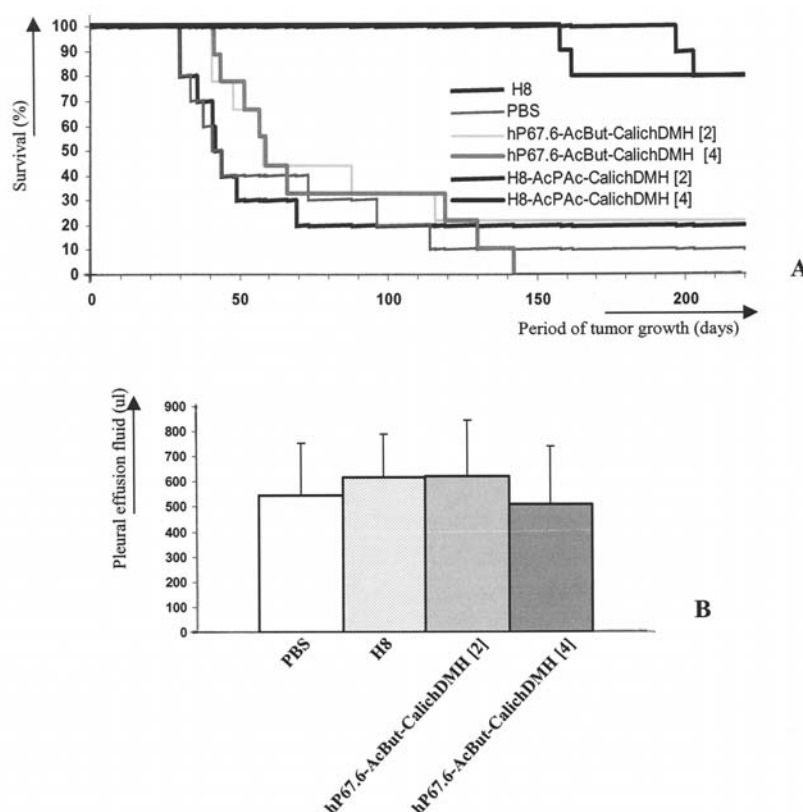 Survival (%)
100
90
80
70
60
50
40
30
20
10
0
H8
PBS
hP67.6-AcBut-CalichDMH [2]
hP67.6-AcBut-CalichDMH [4]
H8-AcPAc-CalichDMH [2]
H8-AcPAc-CalichDMH [4]
0 50 100 150 200
A
Period of tumor growth (days)
Pleural effusion fluid (ul)
900
800
700
600
500
400
300
200
100
0
B
PBS
H8
hP67.6-AcBut-CalichDMH [2]
hP67.6-AcBut-CalichDMH [4]